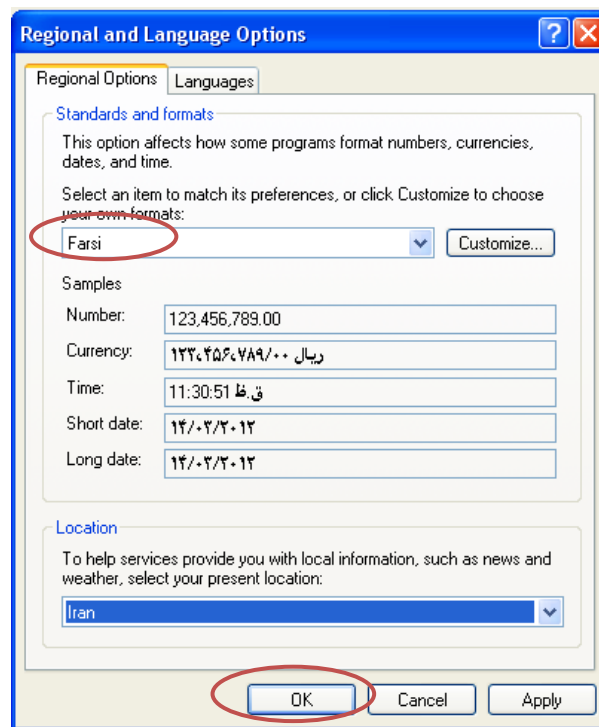 Regional and Language Options
Regional Options Languages
Standards and formats
This option affects how some programs format numbers, currencies,
dates, and time.
Select an item to match its preferences, or click Customize to choose
your own formats:
Farsi Customize...
Samples
Number: 123,456,789.00
Currency: ریال ۱۲۳،۴۵۶،۷۸۹/۰۰
Time: 11:30:51 ق.ظ
Short date: ۱۴/۰۳/۲۰۱۲
Long date: ۱۴/۰۳/۲۰۱۲
Location
To help services provide you with local information, such as news and
weather, select your present location:
Iran
OK Cancel Apply